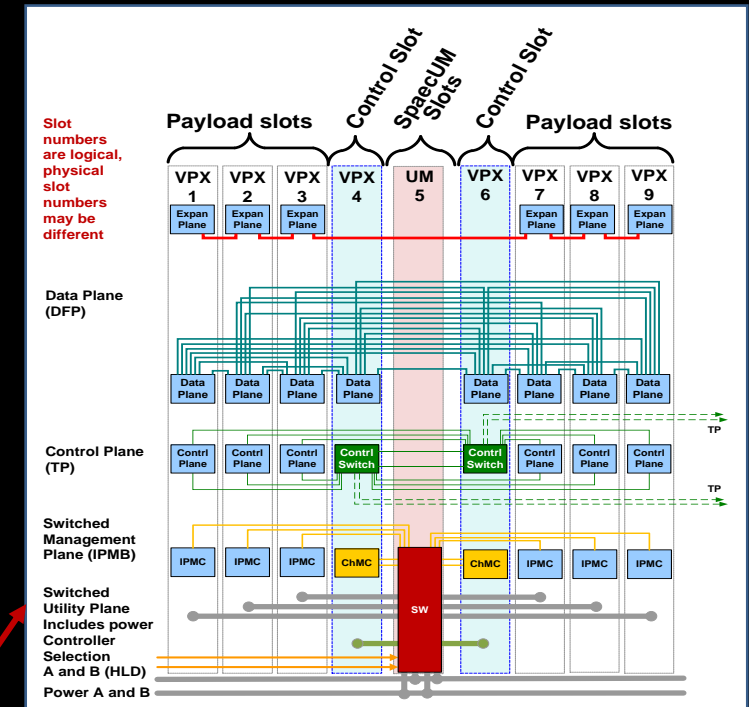 Control Slot
SpaecUM
Slots
Control Slot
Slot
numbers
are logical,
physical
slot
numbers
may be
different
Payload slots
Payload slots
VPX
1
VPX
2
VPX
3
VPX
4
UM
5
VPX
6
VPX
7
VPX
8
VPX
9
Expan
Plane
Expan
Plane
Expan
Plane
Expan
Plane
Expan
Plane
Expan
Plane
Data Plane
(DFP)
Data
Plane
Data
Plane
Data
Plane
Data
Plane
Data
Plane
Data
Plane
Data
Plane
Data
Plane
TP
Control Plane
(TP)
Contrl
Plane
Contrl
Plane
Contrl
Plane
Contrl
Switch
Contrl
Switch
Contrl
Plane
Contrl
Plane
Contrl
Plane
TP
Switched
Management
Plane (IPMB)
IPMC
IPMC
IPMC
ChMC
ChMC
IPMC
IPMC
IPMC
SW
Switched
Utility Plane
Includes power
Controller
Selection
A and B (HLD)
Power A and B